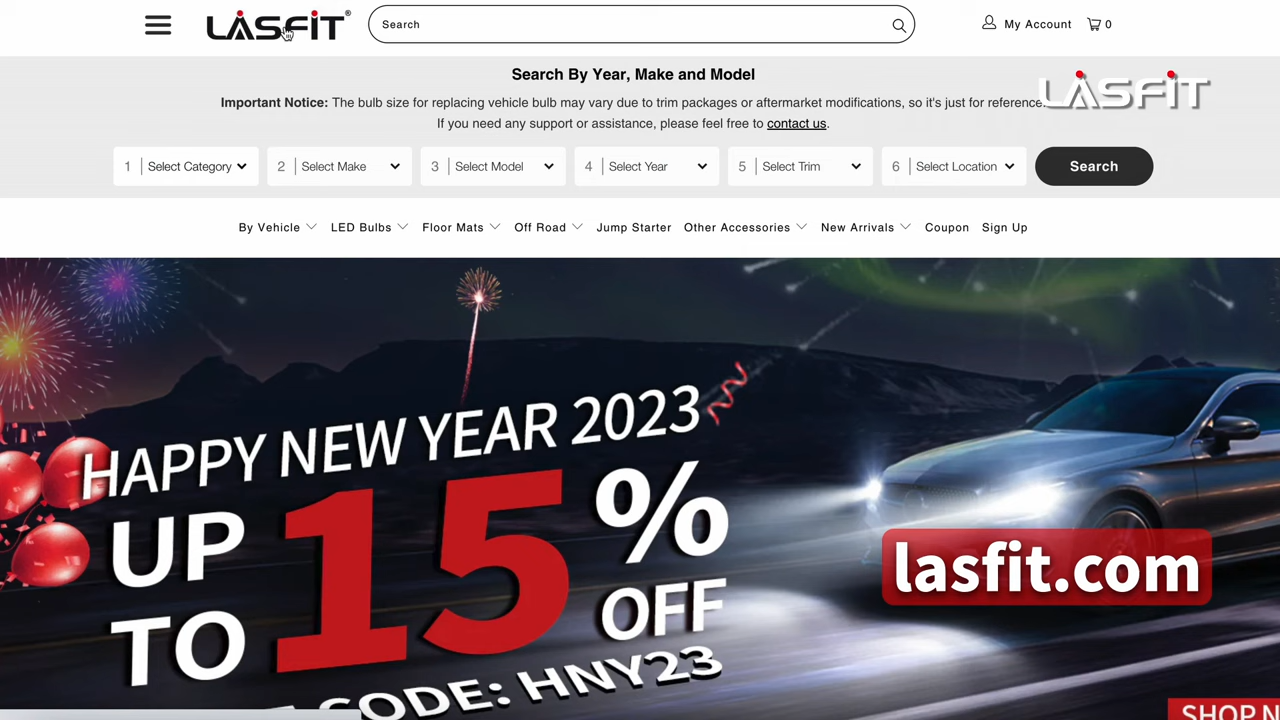 LASFIT®
Search
My Account
0
Search By Year, Make and Model
LASFIT
Important Notice: The bulb size for replacing vehicle bulb may vary due to trim packages or aftermarket modifications, so it's just for reference.
If you need any support or assistance, please feel free to contact us.
1 Select Category
2 Select Make
3 Select Model
4 Select Year
5 Select Trim
6 Select Location
Search
By Vehicle
LED Bulbs
Floor Mats
Off Road
Jump Starter
Other Accessories
New Arrivals
Coupon
Sign Up
HAPPY NEW YEAR 2023
UP TO 15% OFF
CODE: HNY23
lasfit.com
SHOP N